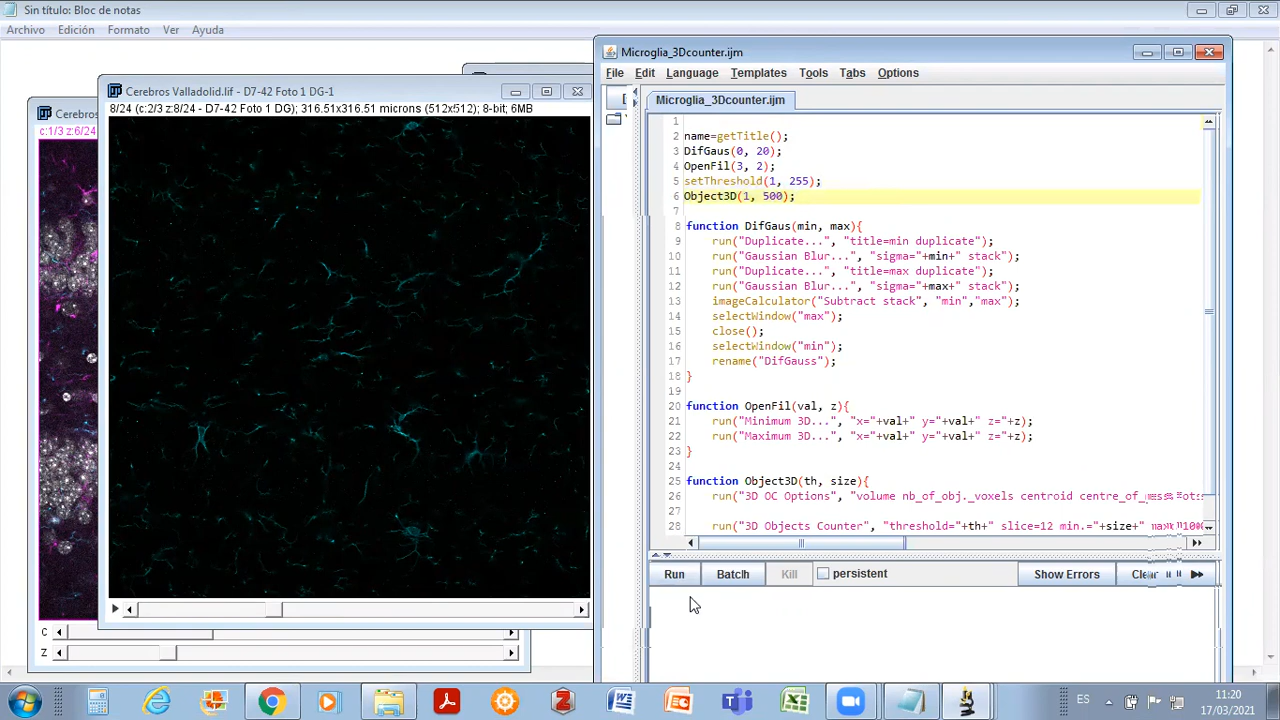 Sin título: Bloc de notas
Archivo Edición Formato Ver Ayuda
Cerebros
c:1/3 z:6/24
Cerebros Valladolid.lif - D7-42 Foto 1 DG-1
8/24 (c:2/3 z:8/24 - D7-42 Foto 1 DG); 316.51x316.51 microns (512x512); 8-bit; 6MB
C
Z
Microglia_3Dcounter.ijm
File Edit Language Templates Tools Tabs Options
Microglia_3Dcounter.ijm
1
2 name=getTitle();
3 DifGaus(0, 20);
4 OpenFil(3, 2);
5 setThreshold(1, 255);
6 Object3D(1, 500);
7
8 function DifGaus(min, max){
9 run("Duplicate...", "title=min duplicate");
10 run("Gaussian Blur...", "sigma="+min+" stack");
11 run("Duplicate...", "title=max duplicate");
12 run("Gaussian Blur...", "sigma="+max+" stack");
13 imageCalculator("Subtract stack", "min","max");
14 selectWindow("max");
15 close();
16 selectWindow("min");
17 rename("DifGauss");
18 }
19
20 function OpenFil(val, z){
21 run("Minimum 3D...", "x="+val+" y="+val+" z="+z);
22 run("Maximum 3D...", "x="+val+" y="+val+" z="+z);
23 }
24
25 function Object3D(th, size){
26 run("3D OC Options", "volume nb_of_obj._voxels centroid centre_of_mass dots
27
28 run("3D Objects Counter", "threshold="+th+" slice=12 min.="+size+"
Run Batch Kill persistent Show Errors Clear
ES
11:20
17/03/2021